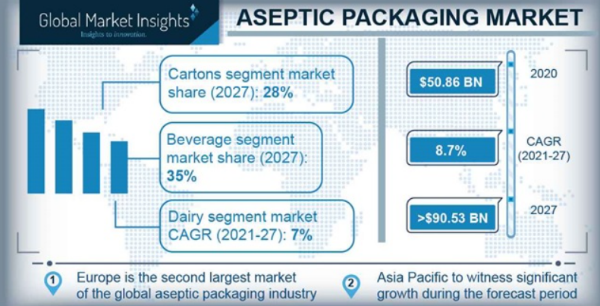 Global Market Insights
Insights to innovation
ASEPTIC PACKAGING MARKET
Cartons segment market
share (2027): 28%
Beverage segment
market share (2027):
35%
Dairy segment market
CAGR (2021-27): 7%
$50.86 BN
2020
8.7%
CAGR
(2021-27)
>$90.53 BN
2027
1
Europe is the second largest market
of the global aseptic packaging industry
2
Asia Pacific to witness significant
growth during the forecast period